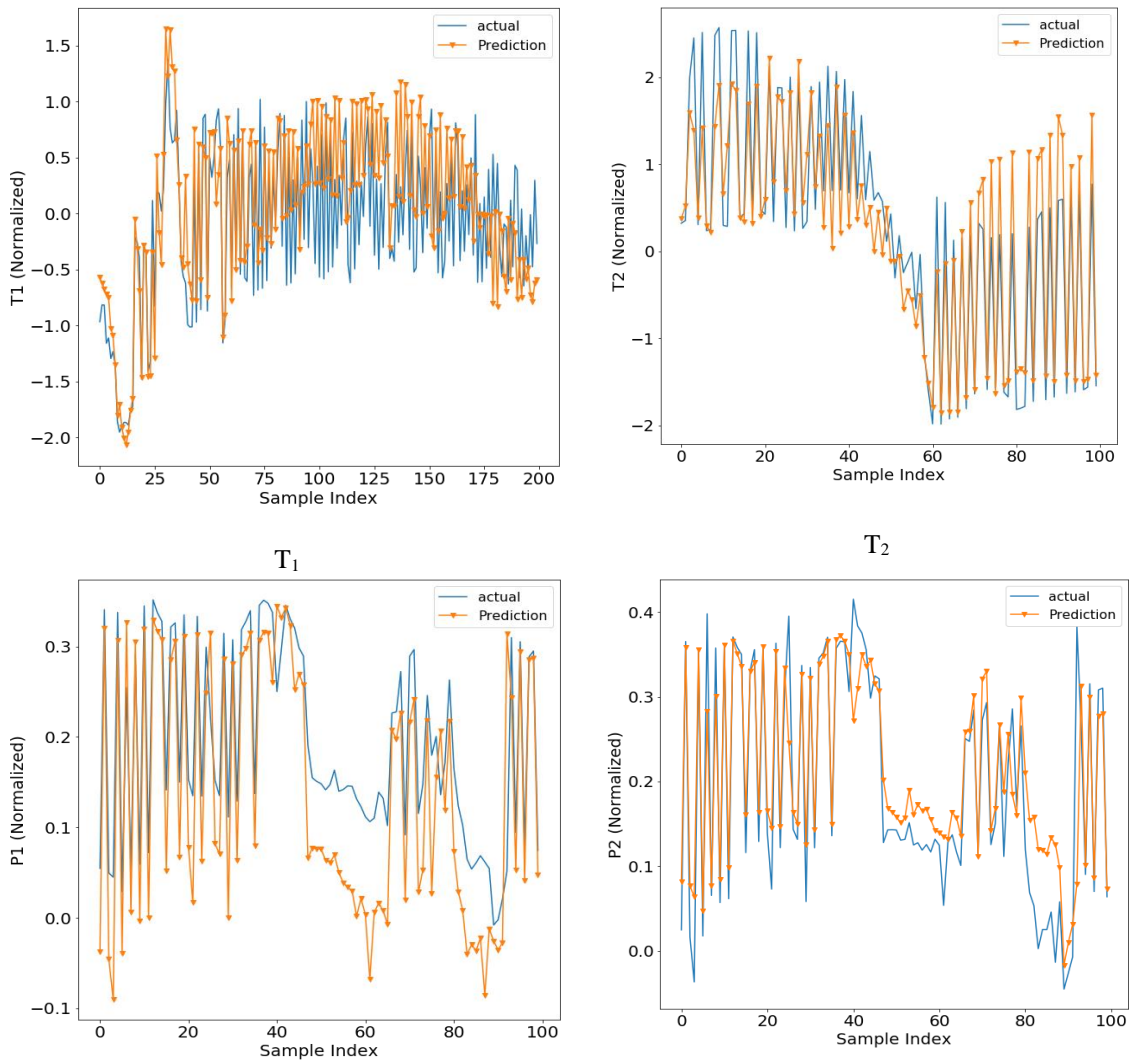 actual
Prediction
1.5
1.0
0.5
0.0
−0.5
−1.0
−1.5
−2.0
T1 (Normalized)
0 25 50 75 100 125 150 175 200
Sample Index
T1
actual
Prediction
2
1
0
−1
−2
T2 (Normalized)
0 20 40 60 80 100
Sample Index
T2
actual
Prediction
0.3
0.2
0.1
0.0
−0.1
P1 (Normalized)
0 20 40 60 80 100
Sample Index
actual
Prediction
0.4
0.3
0.2
0.1
0.0
P2 (Normalized)
0 20 40 60 80 100
Sample Index